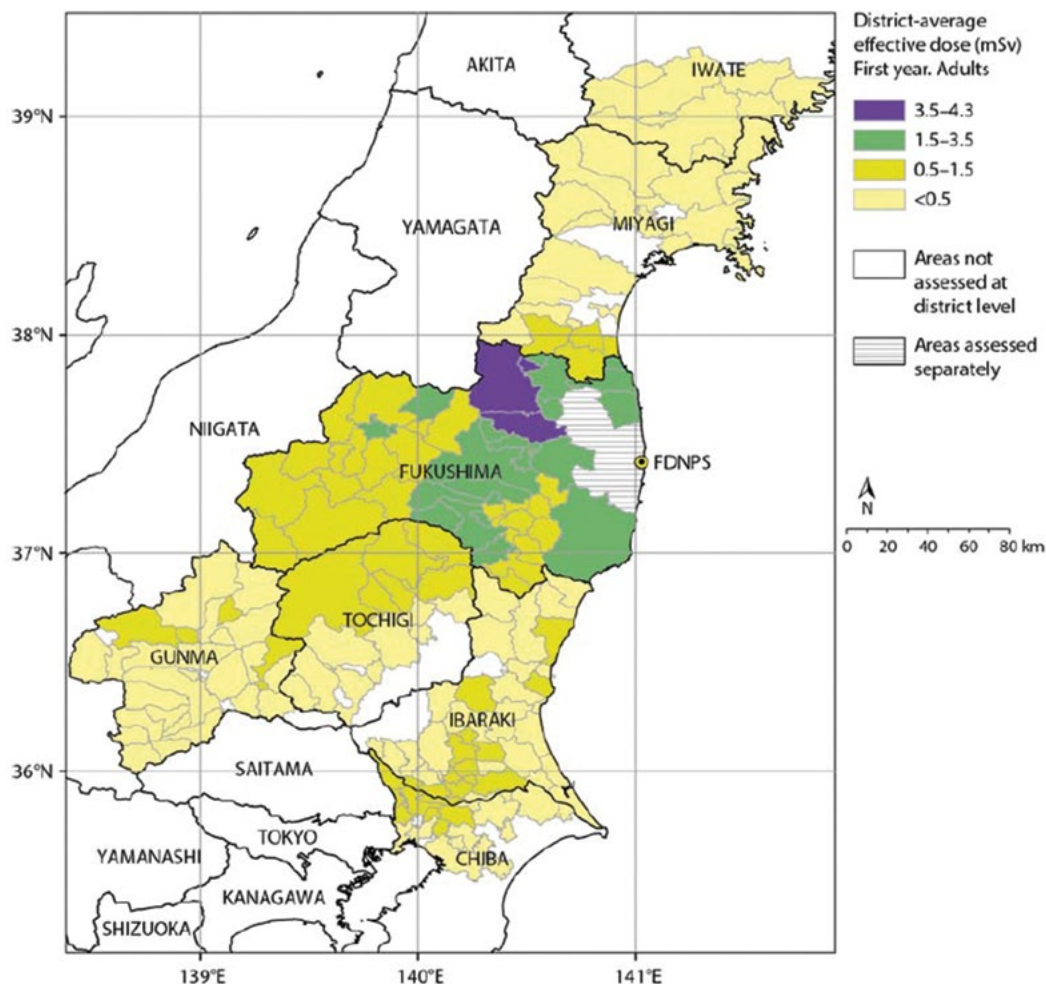 District-average
effective dose (mSv)
First year. Adults
3.5–4.3
1.5–3.5
0.5–1.5
<0.5
Areas not
assessed at
district level
Areas assessed
separately
N
0 20 40 60 80 km
39°N
38°N
37°N
36°N
139°E 140°E 141°E
AKITA
IWATE
YAMAGATA
MIYAGI
NIIGATA
FUKUSHIMA
FDNPS
TOCHIGI
GUNMA
IBARAKI
SAITAMA
TOKYO
YAMANASHI
CHIBA
KANAGAWA
SHIZUOKA